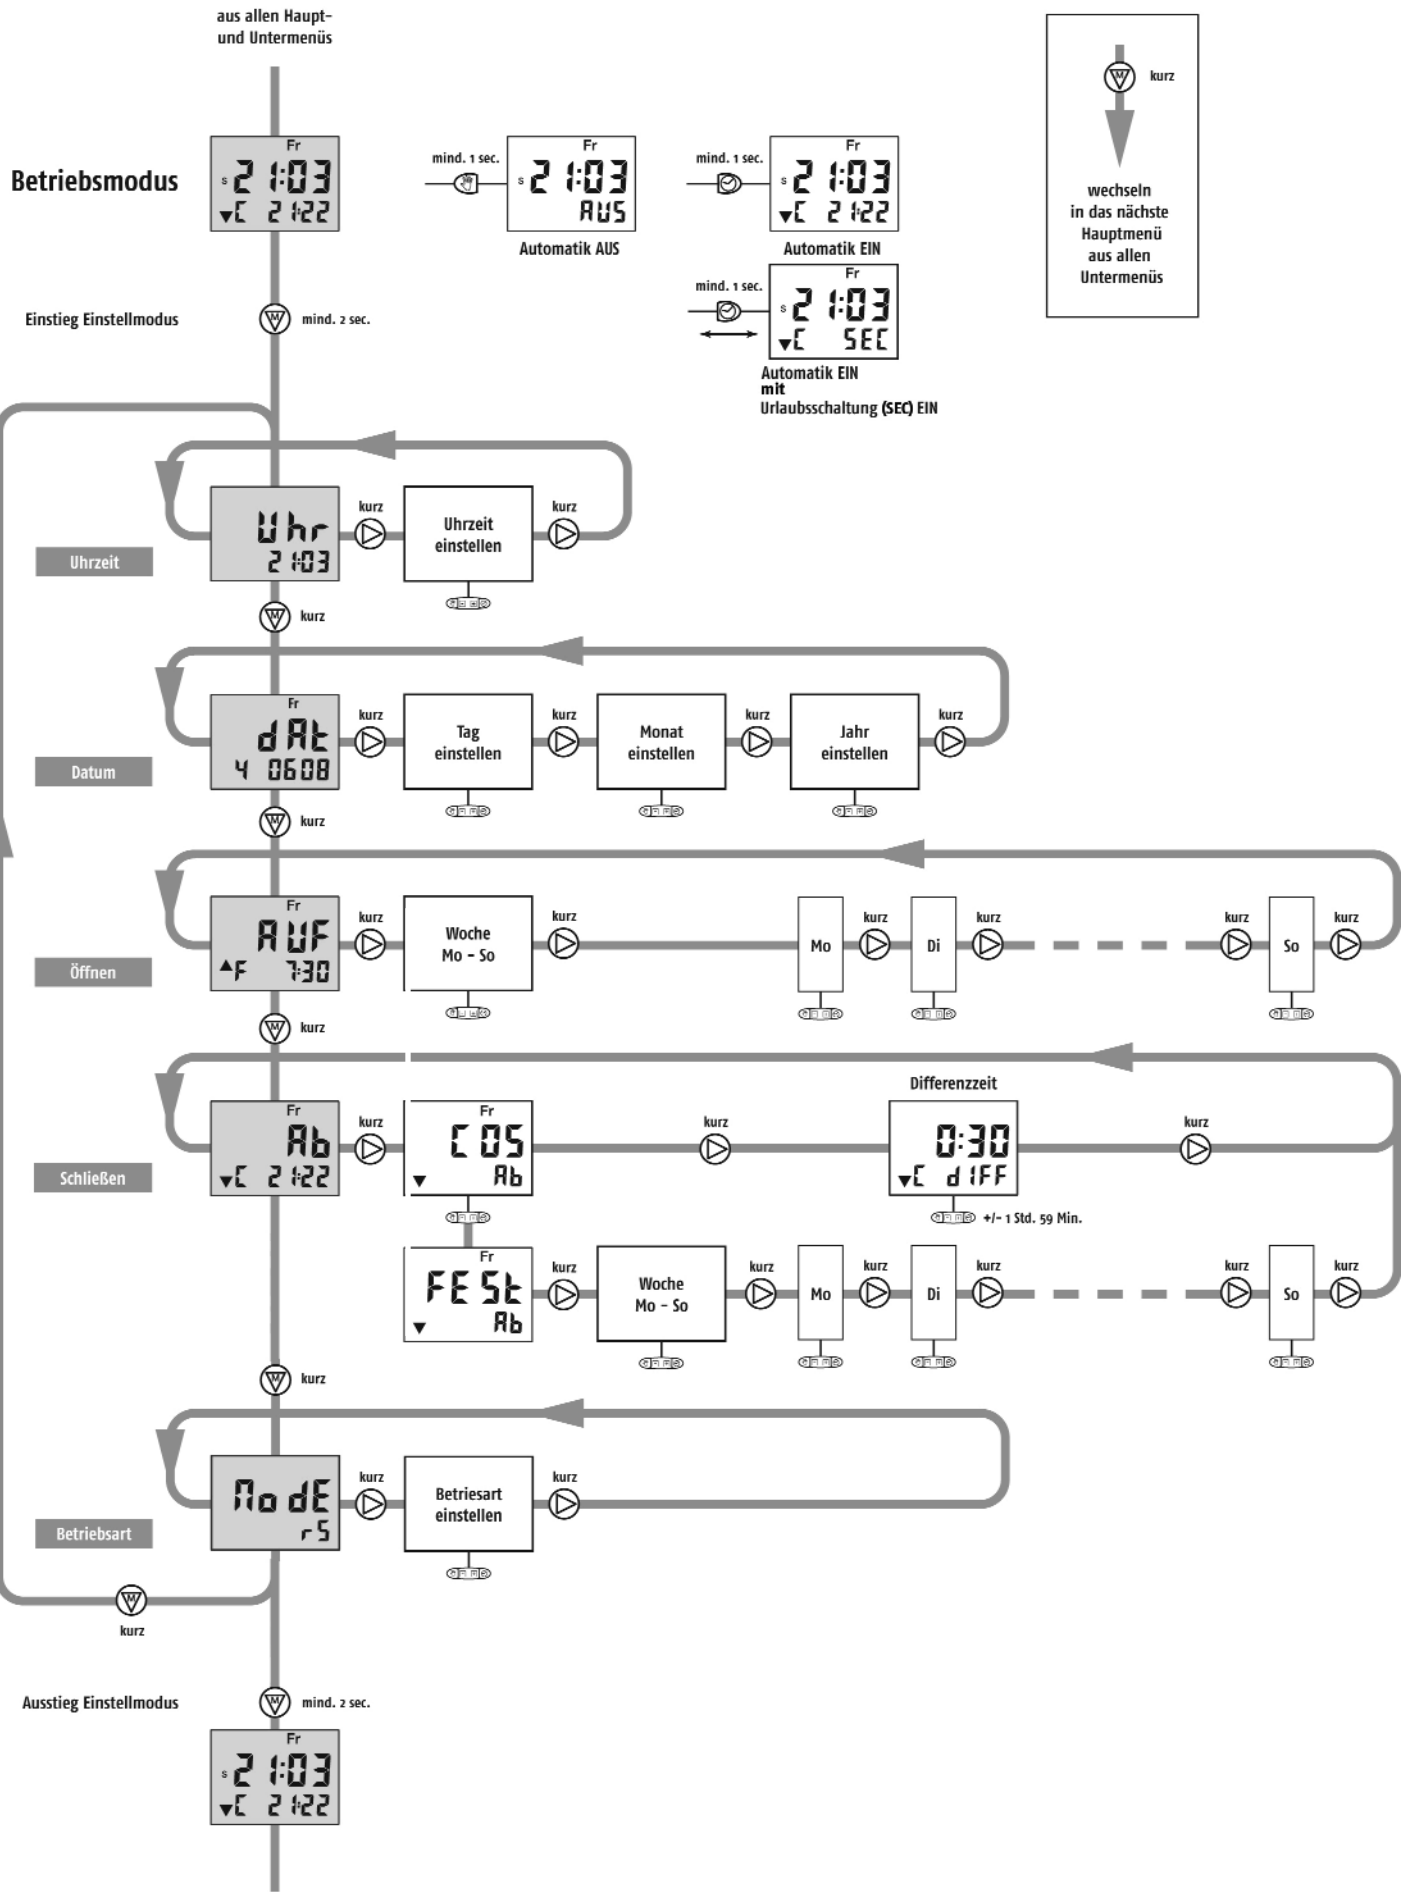 aus allen Haupt-
und Untermenüs
M
kurz
wechseln
in das nächste
Hauptmenü
aus allen
Untermenüs
Betriebsmodus
Fr
s 21:03
▼C 21:22
mind. 1 sec.
Fr
s 21:03
AUS
Automatik AUS
mind. 1 sec.
Fr
s 21:03
▼C 21:22
Automatik EIN
mind. 1 sec.
Fr
s 21:03
▼C SEC
Automatik EIN
mit
Urlaubsschaltung (SEC) EIN
Einstieg Einstellmodus
M
mind. 2 sec.
Uhrzeit
Uhr
21:03
kurz
Uhrzeit
einstellen
kurz
M
kurz
Datum
Fr
dAt
4 0608
kurz
Tag
einstellen
kurz
Monat
einstellen
kurz
Jahr
einstellen
kurz
M
kurz
Öffnen
Fr
AUF
▲F 7:30
kurz
Woche
Mo - So
kurz
Mo
kurz
Di
kurz
kurz
So
kurz
M
kurz
Schließen
Fr
Ab
▼C 21:22
kurz
Fr
COS
▼ Ab
kurz
Differenzzeit
0:30
▼C dIFF
+/- 1 Std. 59 Min.
kurz
Fr
FESt
▼ Ab
kurz
Woche
Mo - So
kurz
Mo
kurz
Di
kurz
kurz
So
kurz
M
kurz
Betriebsart
ModE
rS
kurz
Betriesart
einstellen
kurz
M
kurz
Ausstieg Einstellmodus
M
mind. 2 sec.
Fr
s 21:03
▼C 21:22